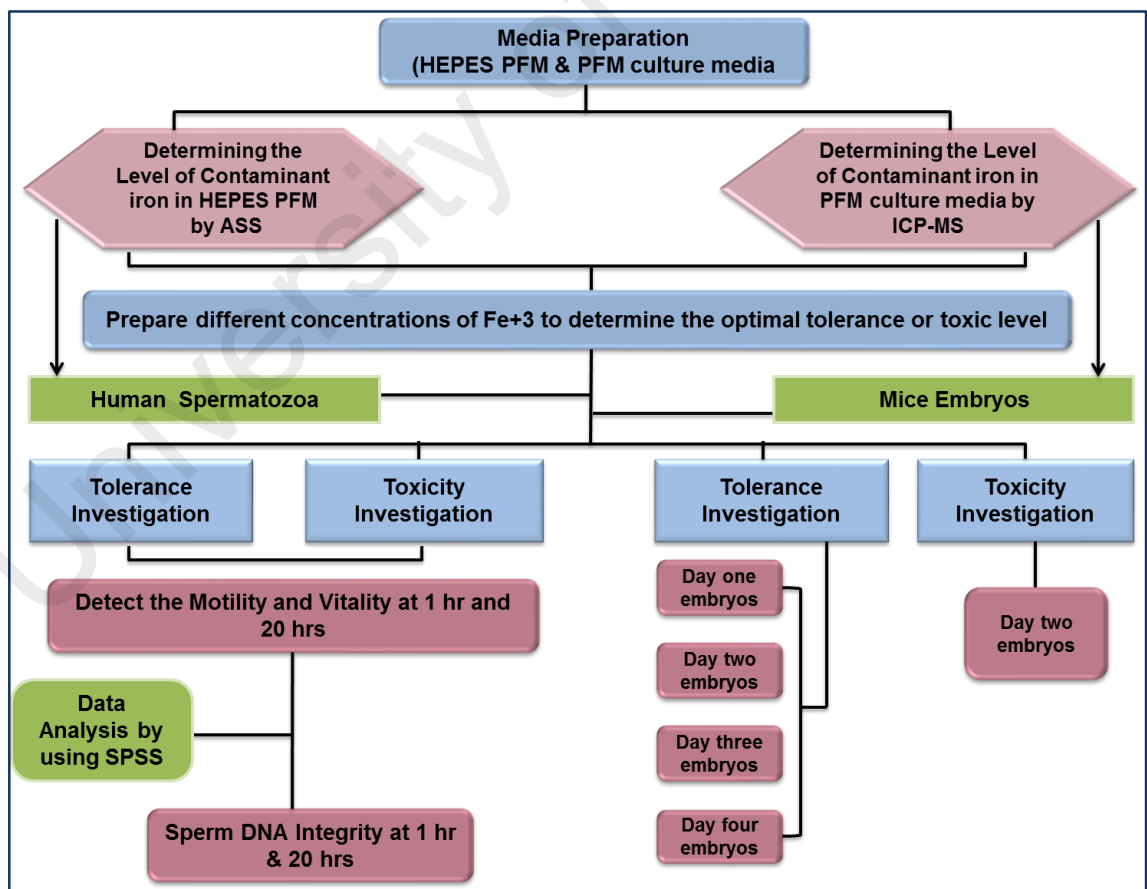 Media Preparation
(HEPES PFM & PFM culture media
Determining the
Level of Contaminant
iron in HEPES PFM
by ASS
Determining the Level
of Contaminant iron in
PFM culture media by
ICP-MS
Prepare different concentrations of Fe+3 to determine the optimal tolerance or toxic level
Human Spermatozoa
Mice Embryos
Tolerance
Investigation
Toxicity
Investigation
Tolerance
Investigation
Toxicity
Investigation
Detect the Motility and Vitality at 1 hr and
20 hrs
Data
Analysis by
using SPSS
Sperm DNA Integrity at 1 hr
& 20 hrs
Day one
embryos
Day two
embryos
Day three
embryos
Day four
embryos
Day two
embryos
University of